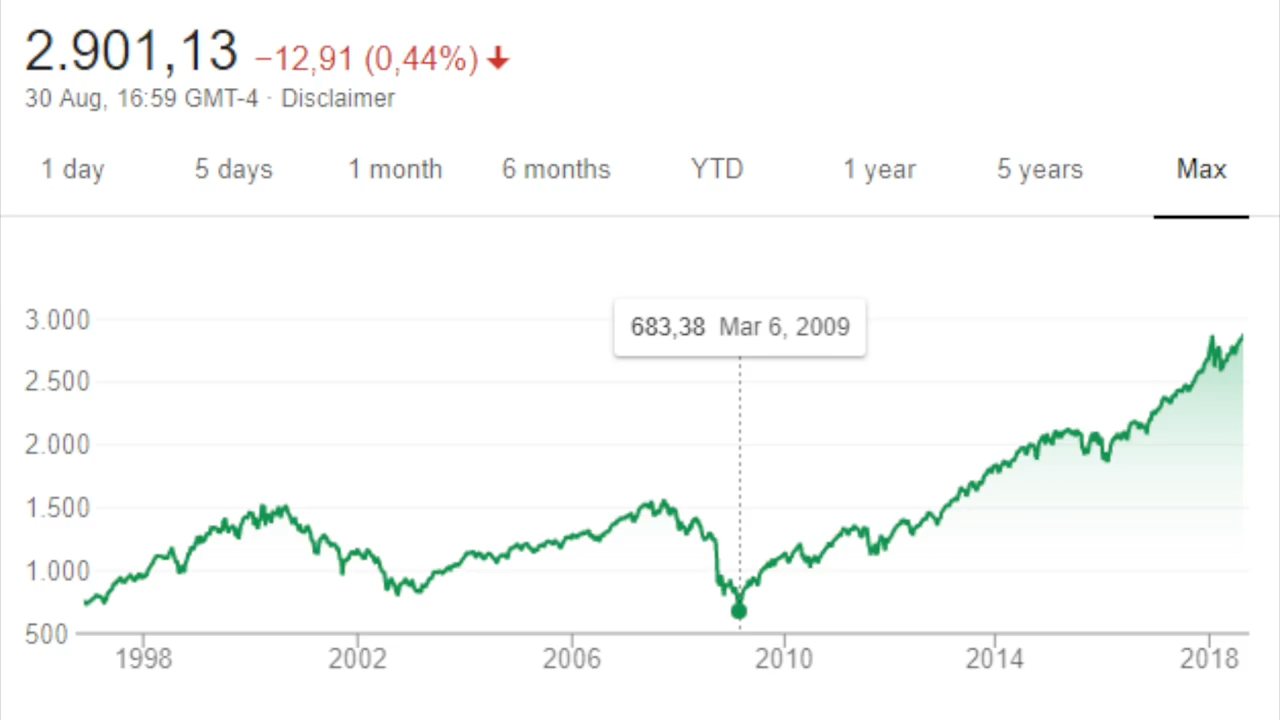 2.901,13 −12,91 (0,44%)
30 Aug, 16:59 GMT-4 · Disclaimer
1 day 5 days 1 month 6 months YTD 1 year 5 years Max
683,38 Mar 6, 2009
3.000
2.500
2.000
1.500
1.000
500
1998 2002 2006 2010 2014 2018